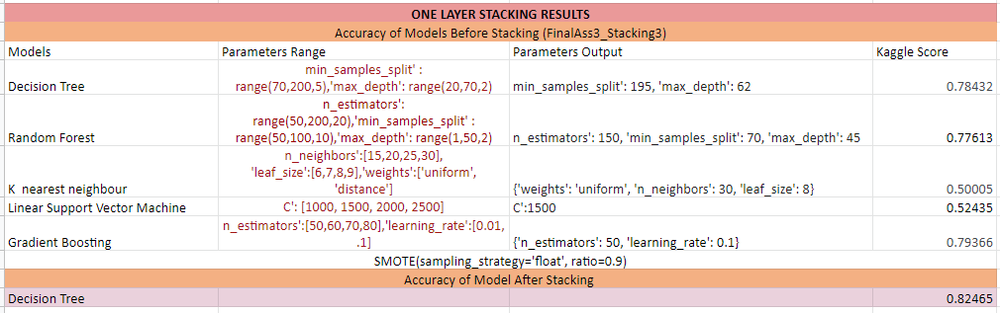 ONE LAYER STACKING RESULTS
Accuracy of Models Before Stacking (FinalAss3_Stacking3)
Models Parameters Range Parameters Output Kaggle Score
min_samples_split' :
Decision Tree range(70,200,5),'max_depth': range(20,70,2) min_samples_split': 195, 'max_depth': 62 0.78432
n_estimators':
range(50,200,20),'min_samples_split' :
Random Forest range(50,100,10),'max_depth': range(1,50,2) n_estimators': 150, 'min_samples_split': 70, 'max_depth': 45 0.77613
n_neighbors':[15,20,25,30],
'leaf_size':[6,7,8,9],'weights':['uniform',
K nearest neighbour 'distance'] {'weights': 'uniform', 'n_neighbors': 30, 'leaf_size': 8} 0.50005
Linear Support Vector Machine C': [1000, 1500, 2000, 2500] C':1500 0.52435
n_estimators':[50,60,70,80],'learning_rate':[0.01,
Gradient Boosting .1] {'n_estimators': 50, 'learning_rate': 0.1} 0.79366
SMOTE(sampling_strategy='float', ratio=0.9)
Accuracy of Model After Stacking
Decision Tree 0.82465